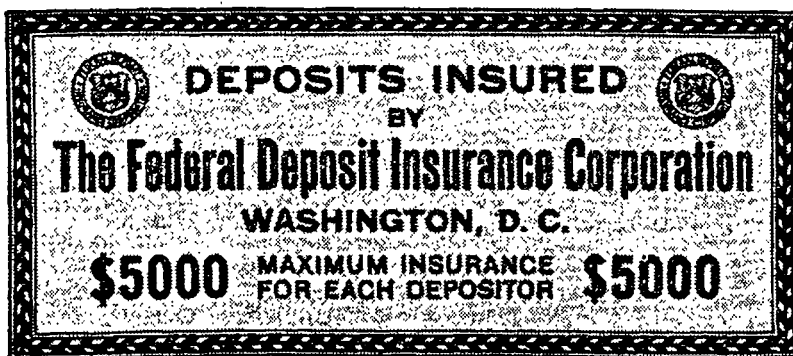 DEPOSITS INSURED
BY
The Federal Deposit Insurance Corporation
WASHINGTON, D. C.
$5000 MAXIMUM INSURANCE FOR EACH DEPOSITOR $5000